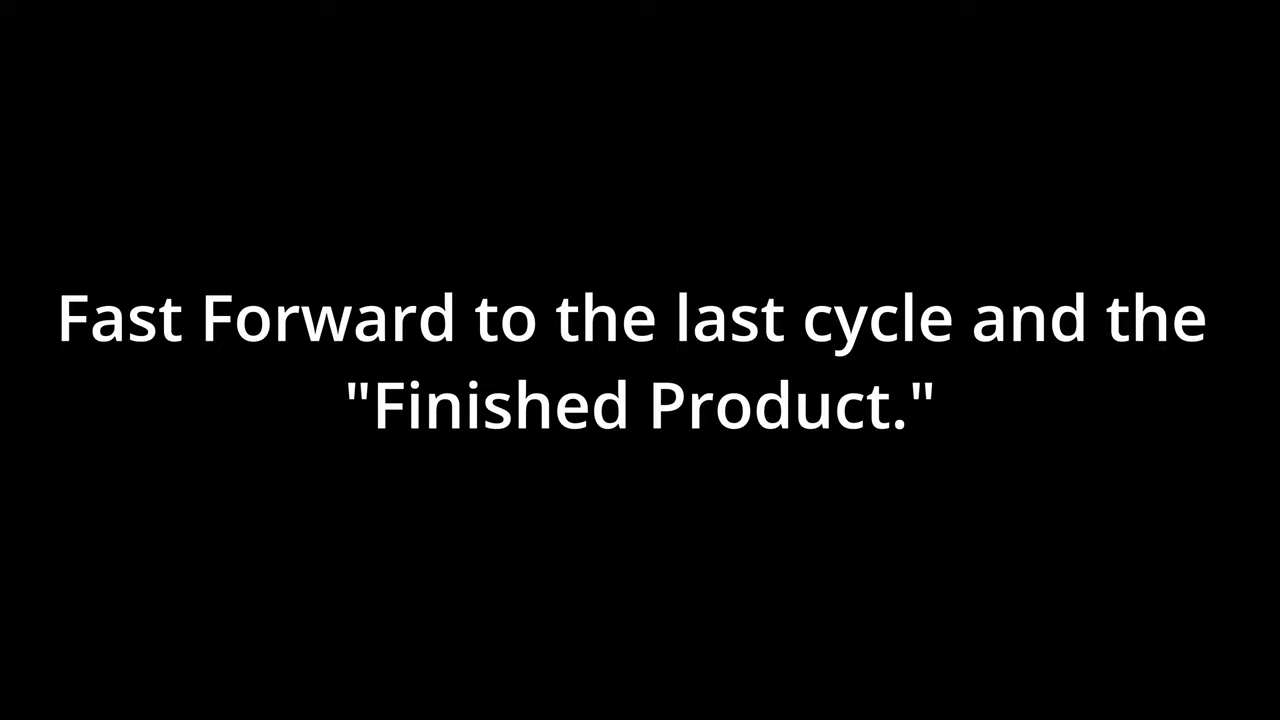 Fast Forward to the last cycle and the
"Finished Product."